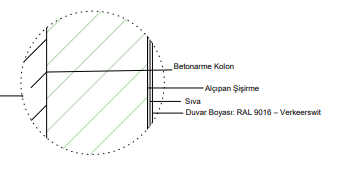 Betonarme Kolon
Alçıpan Şişirme
Sıva
Duvar Boyası: RAL 9016 – Verkeerswit